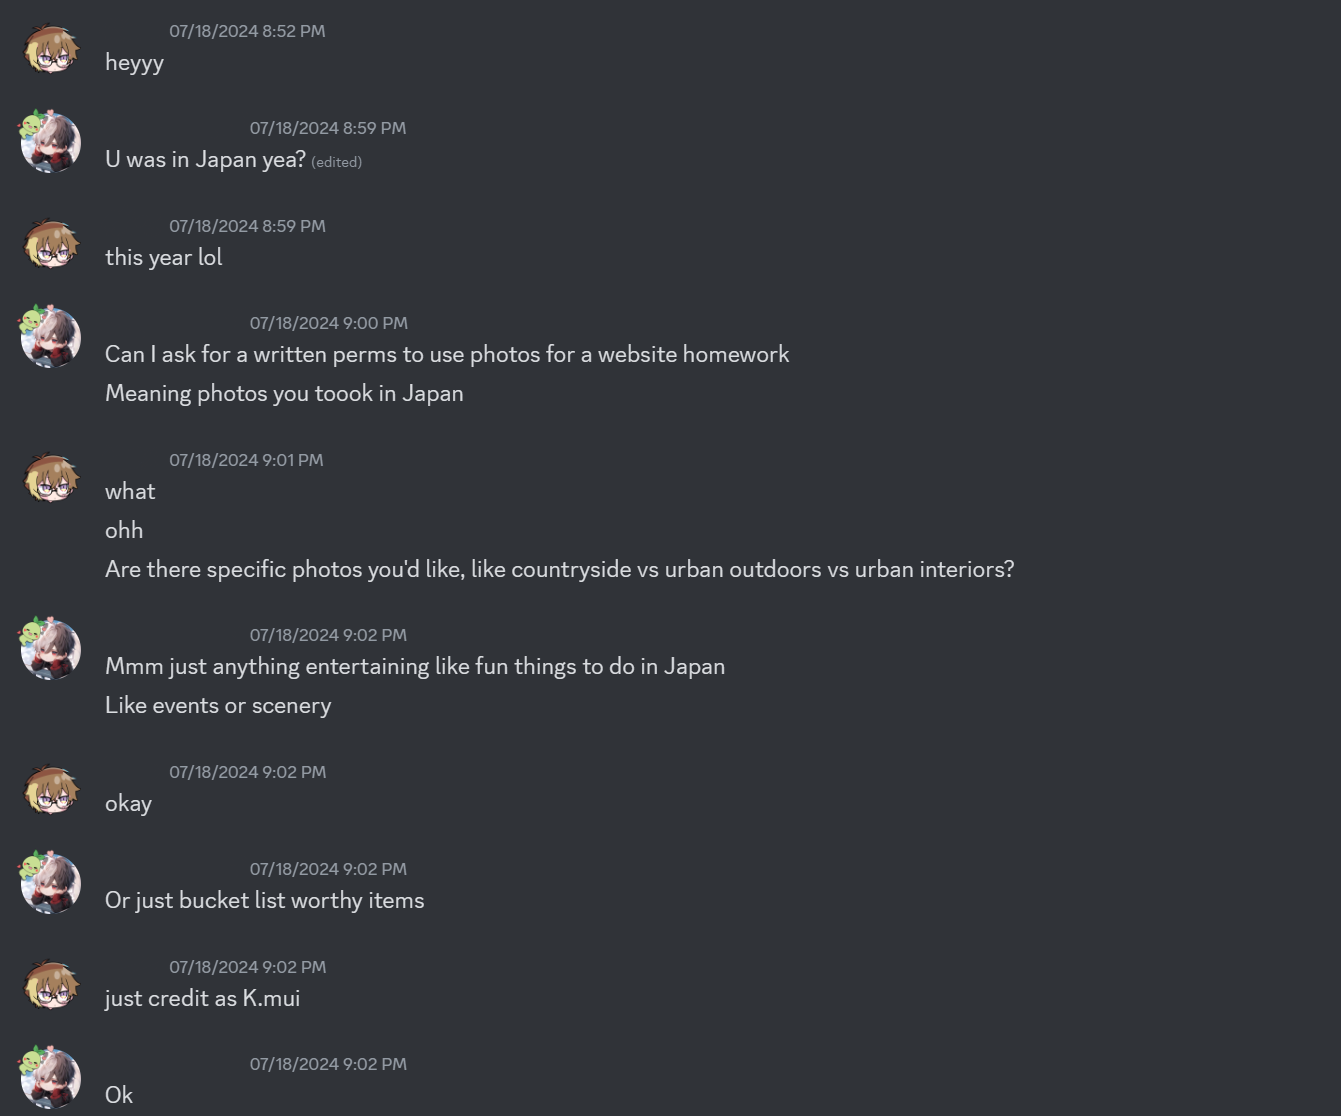 07/18/2024 8:52 PM
heyyy
07/18/2024 8:59 PM
U was in Japan yea? (edited)
07/18/2024 8:59 PM
this year lol
07/18/2024 9:00 PM
Can I ask for a written perms to use photos for a website homework
Meaning photos you toook in Japan
07/18/2024 9:01 PM
what
ohh
Are there specific photos you'd like, like countryside vs urban outdoors vs urban interiors?
07/18/2024 9:02 PM
Mmm just anything entertaining like fun things to do in Japan
Like events or scenery
07/18/2024 9:02 PM
okay
07/18/2024 9:02 PM
Or just bucket list worthy items
07/18/2024 9:02 PM
just credit as K.mui
07/18/2024 9:02 PM
Ok